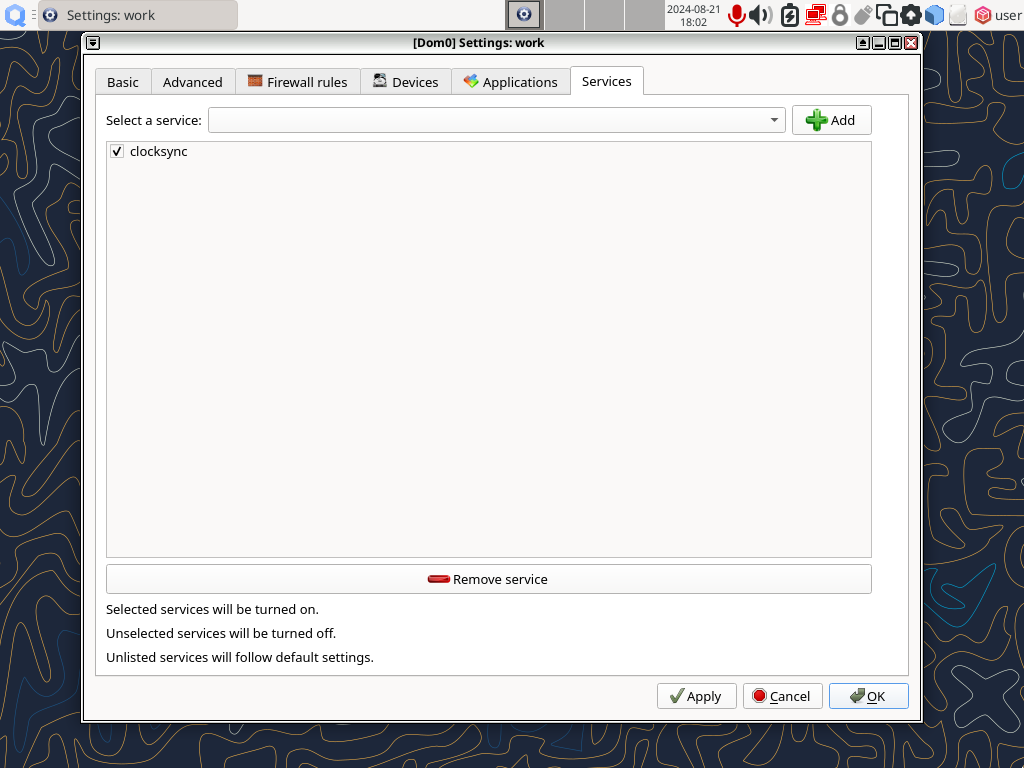 Settings: work
2024-08-21
18:02
user
[Dom0] Settings: work
Basic
Advanced
Firewall rules
Devices
Applications
Services
Select a service:
Add
clocksync
Remove service
Selected services will be turned on.
Unselected services will be turned off.
Unlisted services will follow default settings.
Apply
Cancel
OK